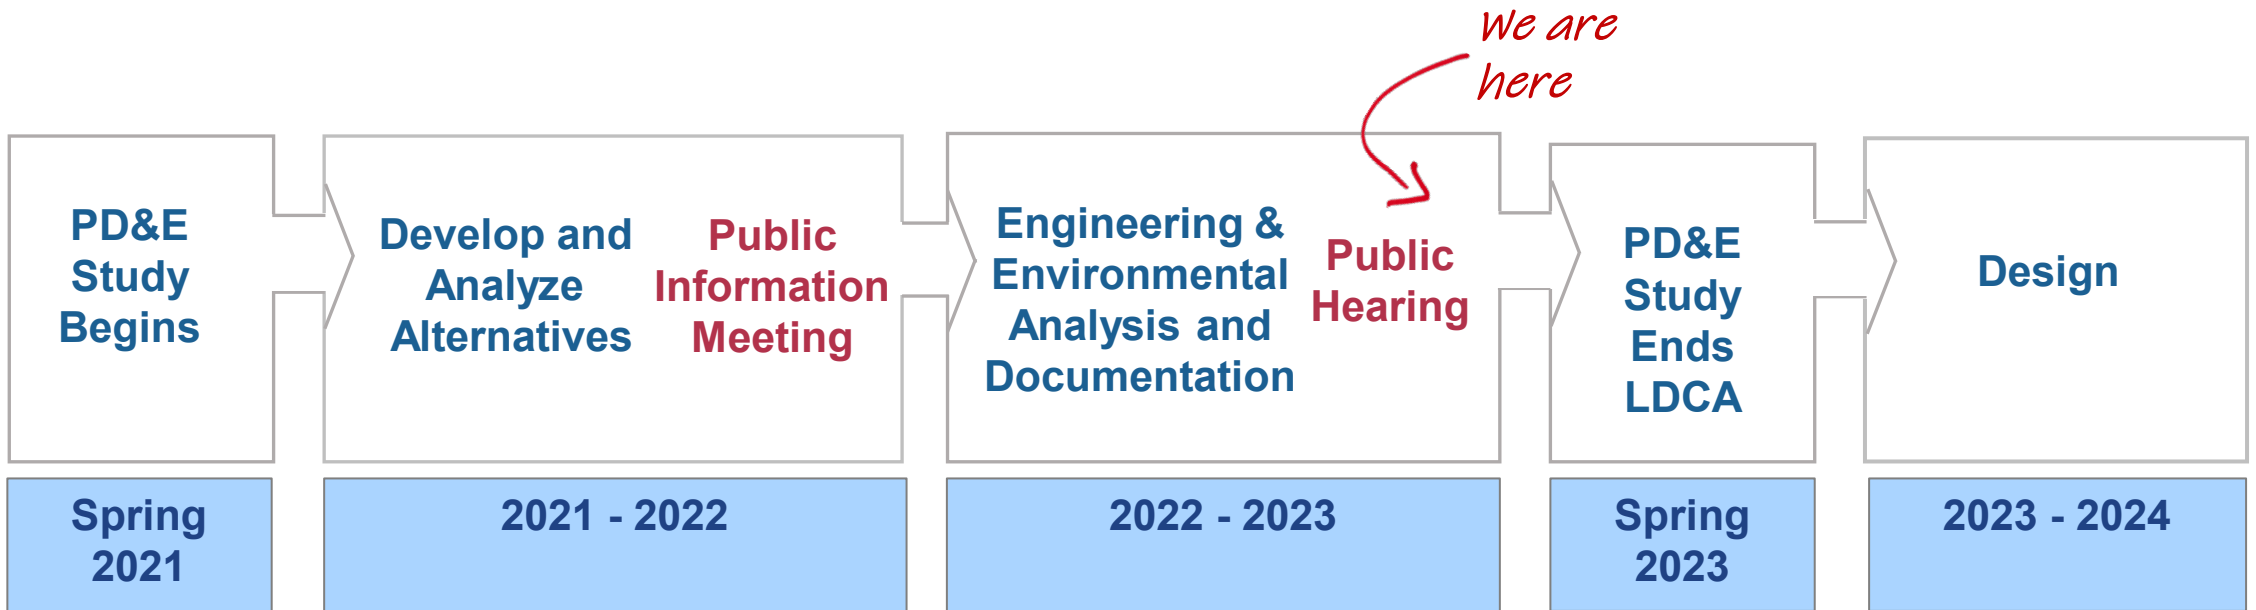 We are
here
PD&E
Study
Begins
Develop and
Analyze
Alternatives
Public
Information
Meeting
Engineering &
Environmental
Analysis and
Documentation
Public
Hearing
PD&E
Study
Ends
LDCA
Design
Spring
2021
2021 - 2022
2022 - 2023
Spring
2023
2023 - 2024